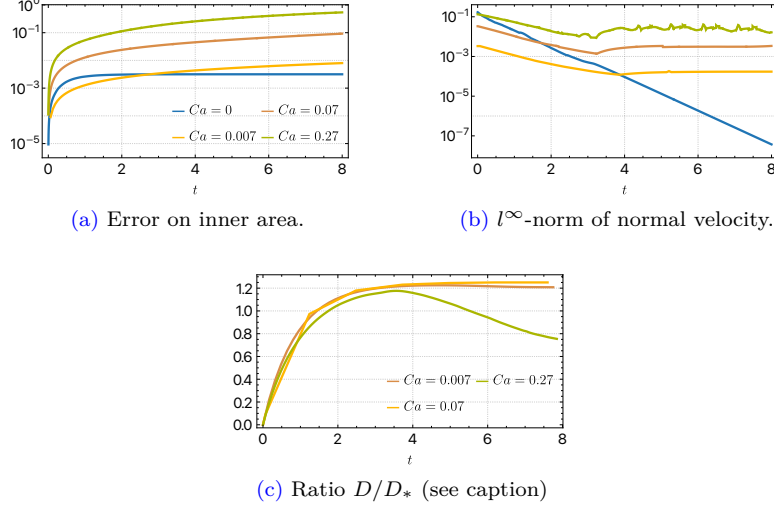 10^0
10^-1
10^-3
10^-5
Ca = 0
Ca = 0.07
Ca = 0.007
Ca = 0.27
0 2 4 6 8
t
(a) Error on inner area.
10^-1
10^-3
10^-5
10^-7
0 2 4 6 8
t
(b) l^∞-norm of normal velocity.
1.2
1.0
0.8
0.6
0.4
0.2
0.0
Ca = 0.007
Ca = 0.27
Ca = 0.07
0 2 4 6 8
t
(c) Ratio D/D_* (see caption)